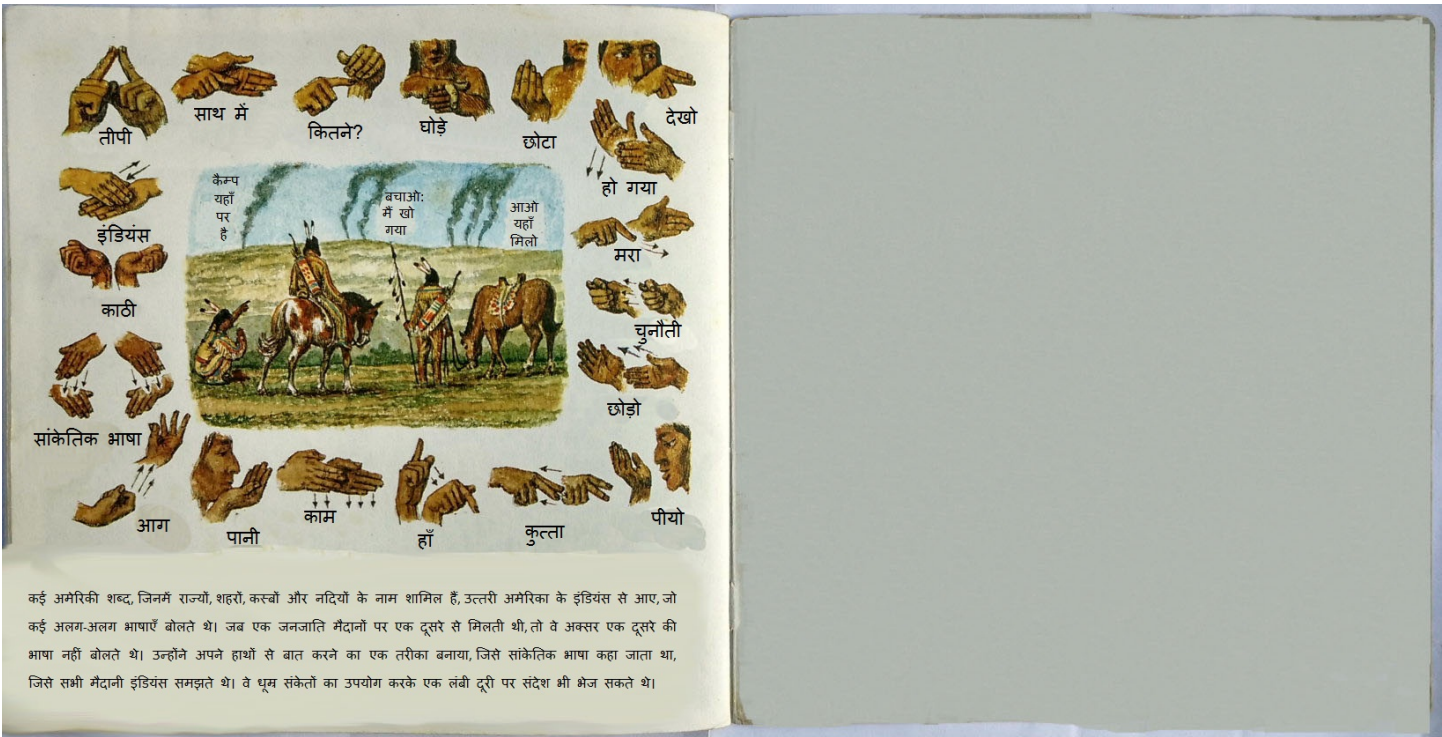 तीपी
साथ में
कितने?
घोड़े
छोटा
देखो
हो गया
इंडियंस
कैम्प
यहाँ
पर
है
बचाओ:
मैं खो
गया
आओ
यहाँ
मिलो
मरा
काठी
चुनौती
छोड़ो
सांकेतिक भाषा
आग
पानी
काम
हाँ
कुत्ता
पीयो
कई अमेरिकी शब्द, जिनमें राज्यों, शहरों, कस्बों और नदियों के नाम शामिल हैं, उत्तरी अमेरिका के इंडियंस से आए, जो
कई अलग-अलग भाषाएँ बोलते थे। जब एक जनजाति मैदानों पर एक दूसरे से मिलती थी, तो वे अक्सर एक दूसरे की
भाषा नहीं बोलते थे। उन्होंने अपने हाथों से बात करने का एक तरीका बनाया, जिसे सांकेतिक भाषा कहा जाता था,
जिसे सभी मैदानी इंडियंस समझते थे। वे धूम्र संकेतों का उपयोग करके एक लंबी दूरी पर संदेश भी भेज सकते थे।